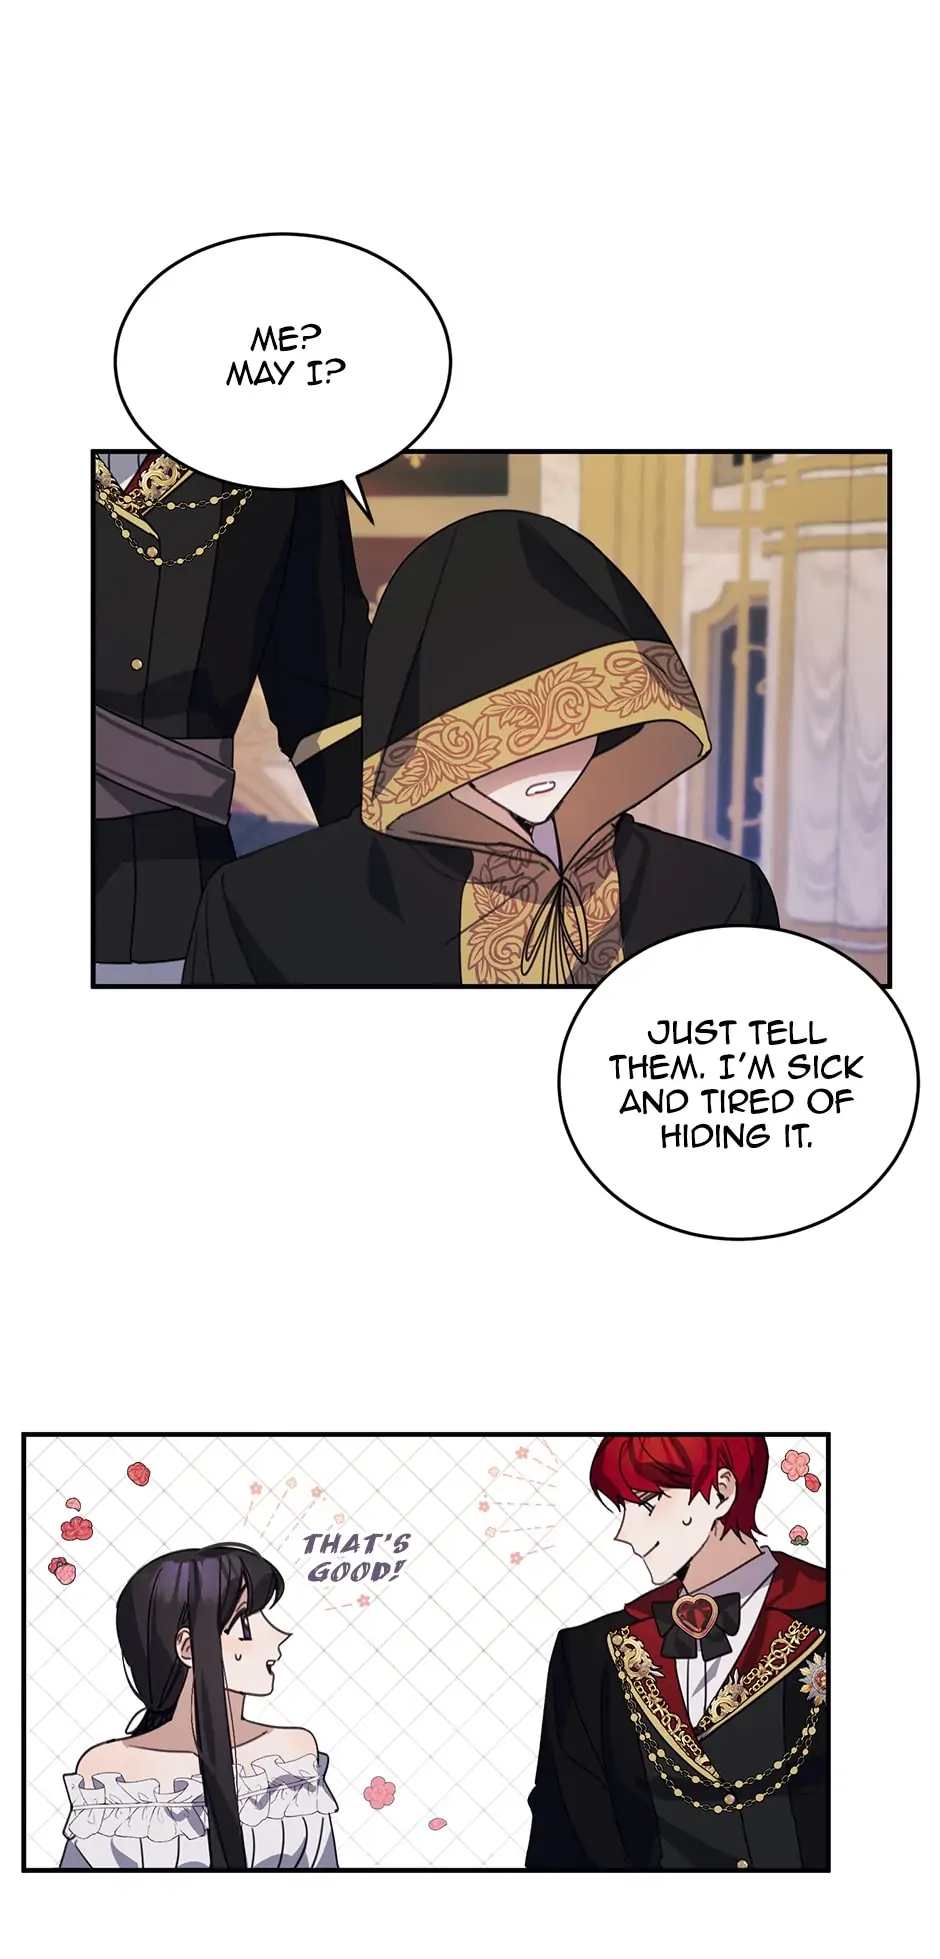 ME?
MAY I?
JUST TELL
THEM. I'M SICK
AND TIRED OF
HIDING IT.
THAT'S
GOOD!